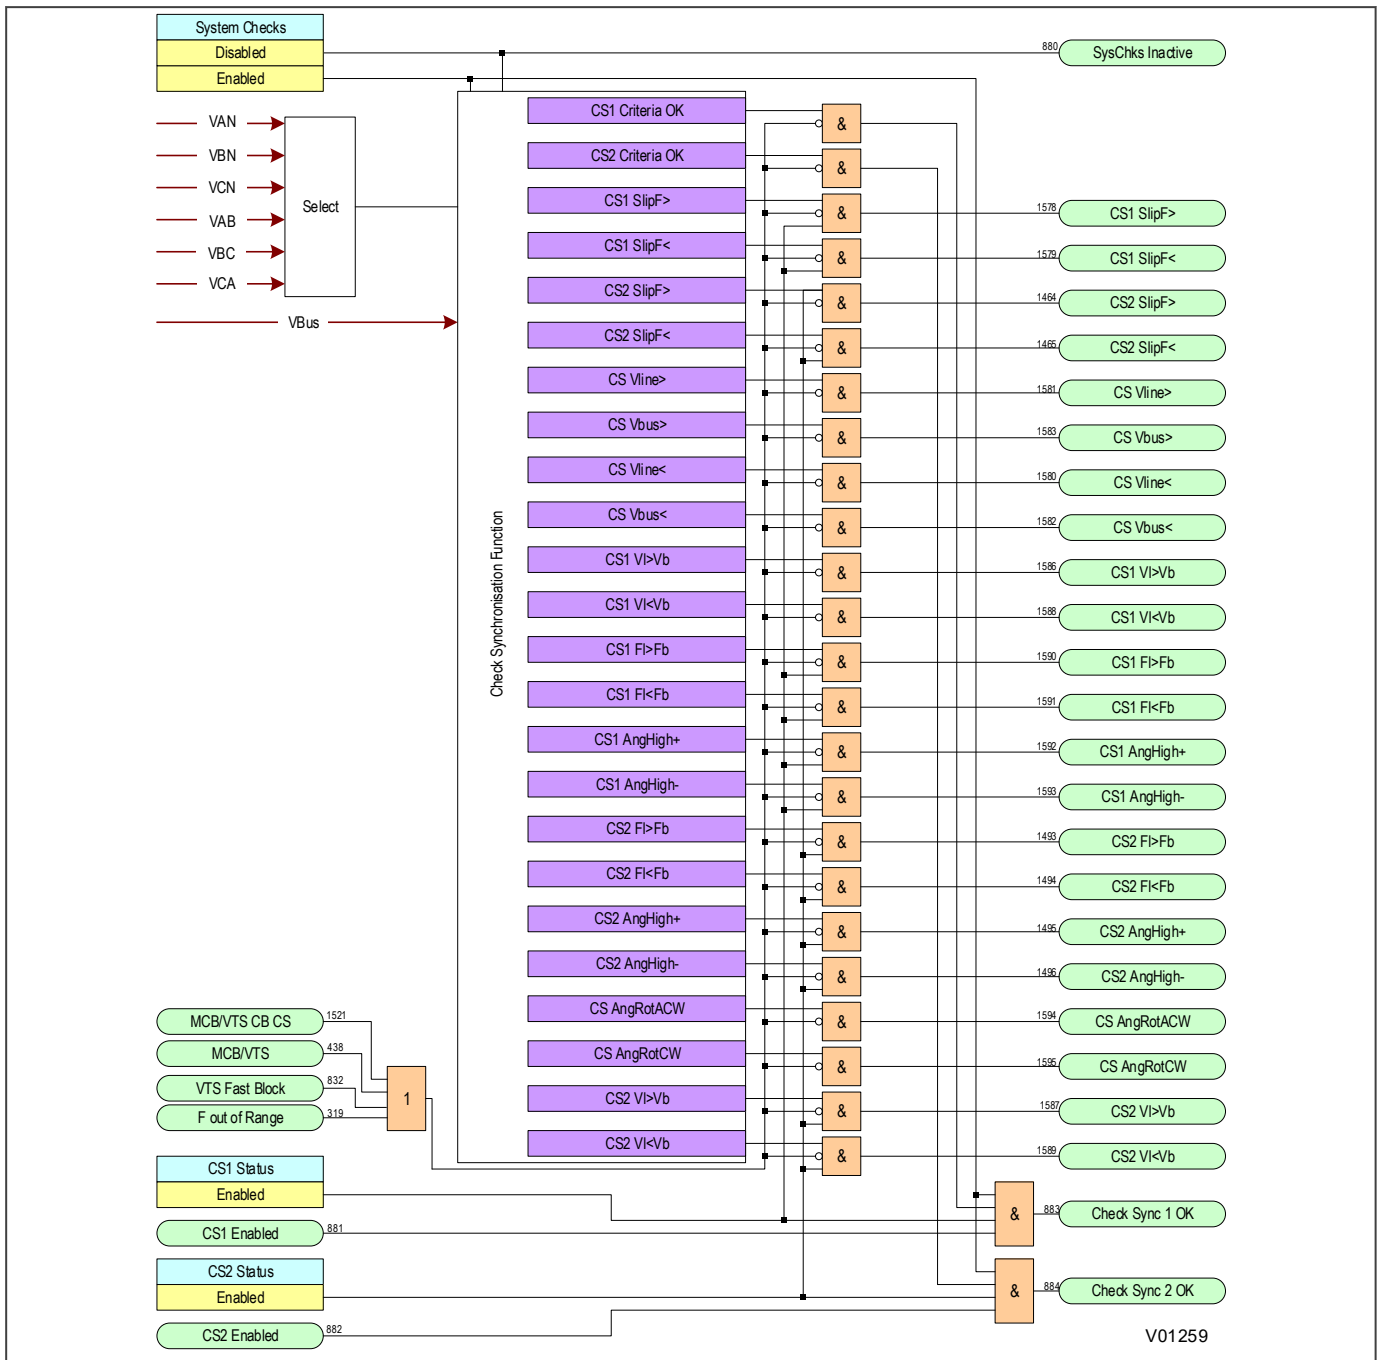 System Checks
Disabled
Enabled
880
SysChks Inactive
VAN
VBN
VCN
VAB
VBC
VCA
Select
VBus
Check Synchronisation Function
CS1 Criteria OK
&
CS2 Criteria OK
&
CS1 SlipF>
&
1578
CS1 SlipF>
CS1 SlipF<
&
1579
CS1 SlipF<
CS2 SlipF>
&
1464
CS2 SlipF>
CS2 SlipF<
&
1465
CS2 SlipF<
CS Vline>
&
1581
CS Vline>
CS Vbus>
&
1583
CS Vbus>
CS Vline<
&
1580
CS Vline<
CS Vbus<
&
1582
CS Vbus<
CS1 Vl>Vb
&
1586
CS1 Vl>Vb
CS1 Vl<Vb
&
1588
CS1 Vl<Vb
CS1 Fl>Fb
&
1590
CS1 Fl>Fb
CS1 Fl<Fb
&
1591
CS1 Fl<Fb
CS1 AngHigh+
&
1592
CS1 AngHigh+
CS1 AngHigh-
&
1593
CS1 AngHigh-
CS2 Fl>Fb
&
1493
CS2 Fl>Fb
CS2 Fl<Fb
&
1494
CS2 Fl<Fb
CS2 AngHigh+
&
1495
CS2 AngHigh+
CS2 AngHigh-
&
1496
CS2 AngHigh-
CS AngRotACW
&
1594
CS AngRotACW
CS AngRotCW
&
1595
CS AngRotCW
CS2 Vl>Vb
&
1587
CS2 Vl>Vb
CS2 Vl<Vb
&
1589
CS2 Vl<Vb
MCB/VTS CB CS
1521
MCB/VTS
438
VTS Fast Block
832
F out of Range
319
1
CS1 Status
Enabled
CS1 Enabled
881
&
883
Check Sync 1 OK
CS2 Status
Enabled
CS2 Enabled
882
&
884
Check Sync 2 OK
V01259